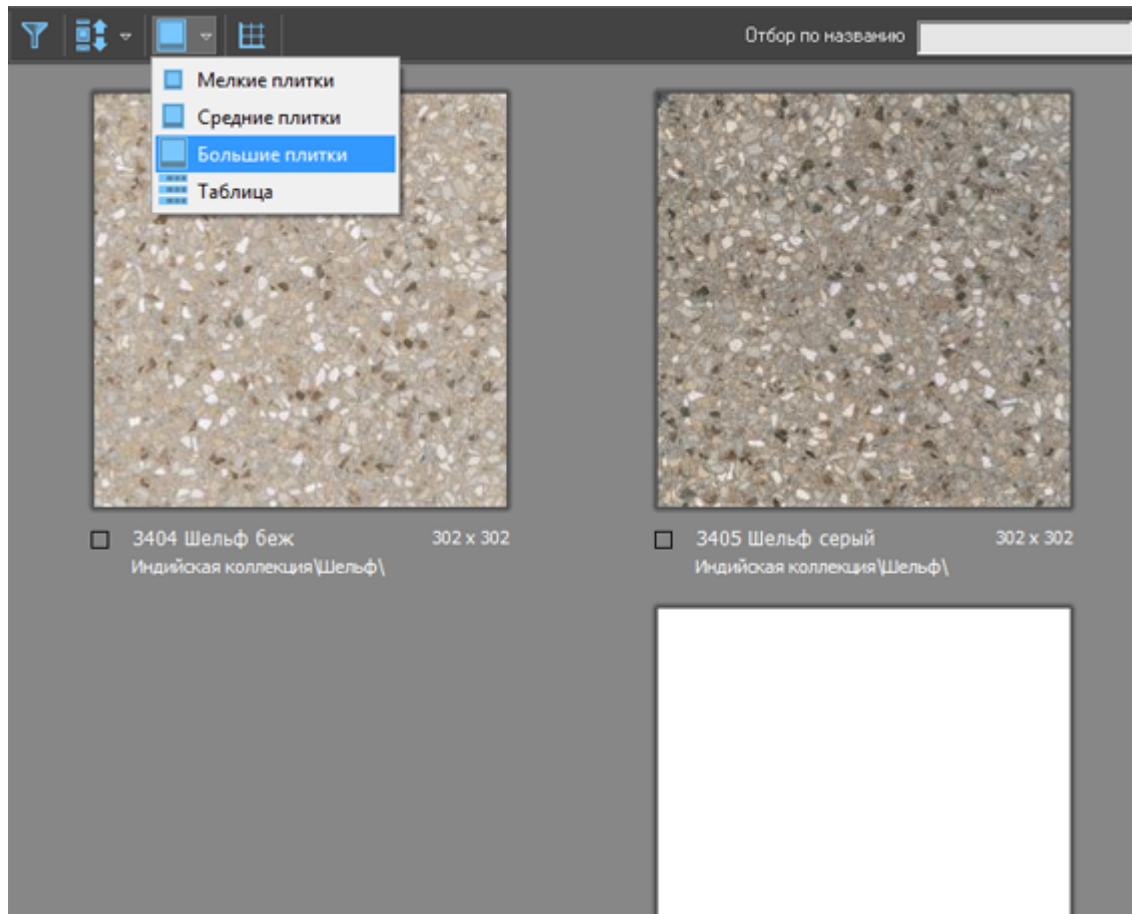 Отбор по названию
Мелкие плитки
Средние плитки
Большие плитки
Таблица
3404 Шельф беж 302 x 302
Индийская коллекция\Шельф\
3405 Шельф серый 302 x 302
Индийская коллекция\Шельф\